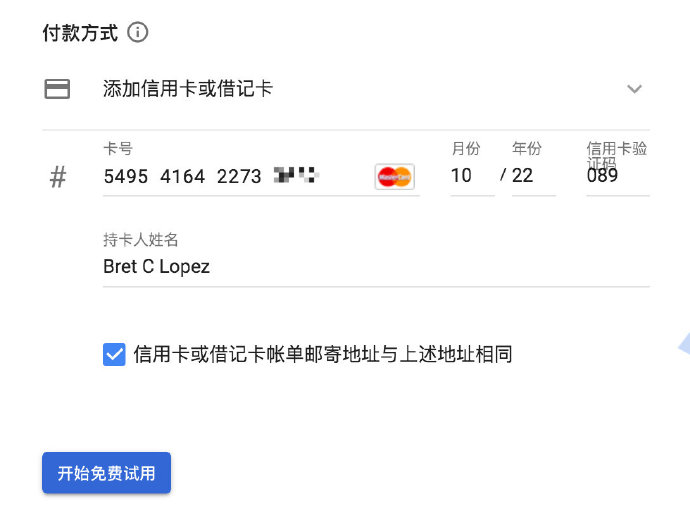 付款方式
添加信用卡或借记卡
卡号 月份 年份 信用卡验
证码
# 5495 4164 2273 MasterCard 10 / 22 089
持卡人姓名
Bret C Lopez
信用卡或借记卡帐单邮寄地址与上述地址相同
开始免费试用